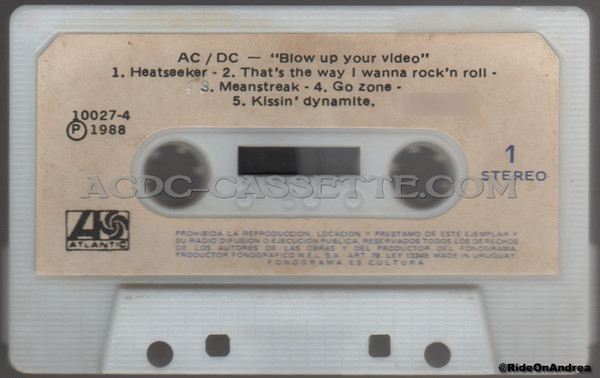 AC / DC — "Blow up your video"
1. Heatseeker - 2. That's the way I wanna rock'n roll -
3. Meanstreak - 4. Go zone -
5. Kissin' dynamite.
10027-4
P 1988
1
STEREO
ACDC-CASSETTE.COM
ATLANTIC
PROHIBIDA LA REPRODUCCION, LOCACION Y PRESTAMO DE ESTE EJEMPLAR Y
SU RADIO DIFUSION O EJECUCION PUBLICA. RESERVADOS TODOS LOS DERECHOS
DE LOS AUTORES DE LAS OBRAS Y DEL PRODUCTOR DEL FONOGRAMA.
PRODUCTOR FONOGRAFICO W.E.L. S.A. ART. 79 LEY 13349 MADE IN URUGUAY.
FONOGRAMA ES CULTURA
@RideOnAndrea